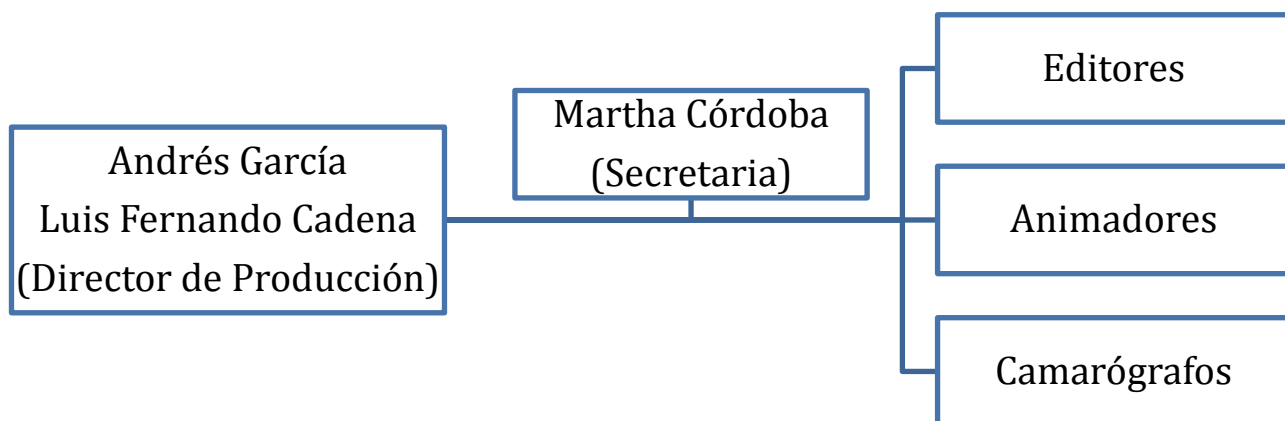 Andrés García
Luis Fernando Cadena
(Director de Producción)
Martha Córdoba
(Secretaria)
Editores
Animadores
Camarógrafos